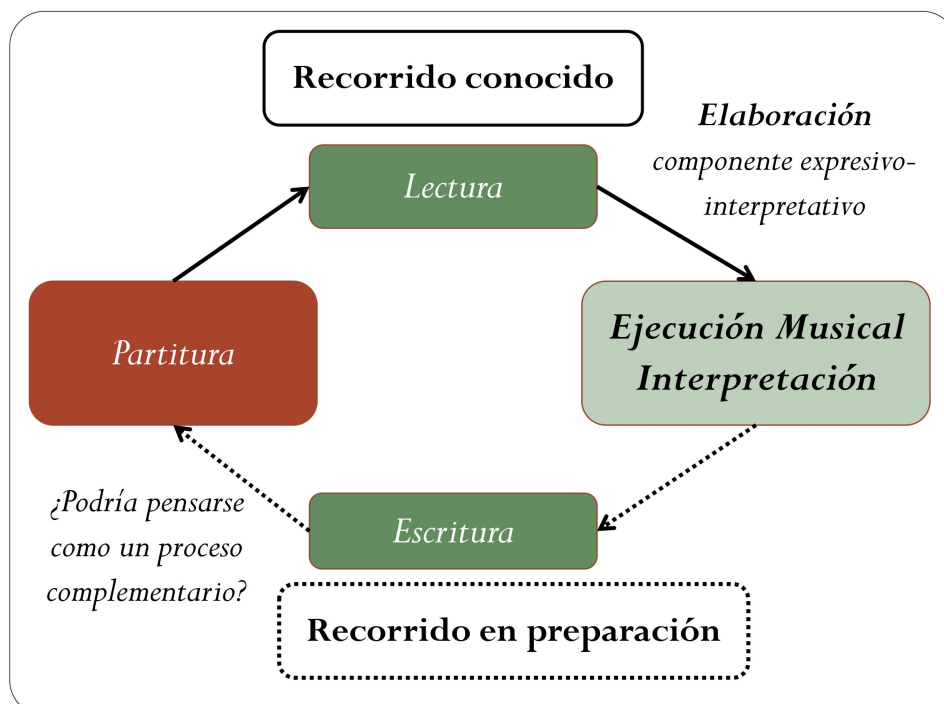 Recorrido conocido
Elaboración
componente expresivo-
interpretativo
Lectura
Partitura
Ejecución Musical
Interpretación
¿Podría pensarse
como un proceso
complementario?
Escritura
Recorrido en preparación